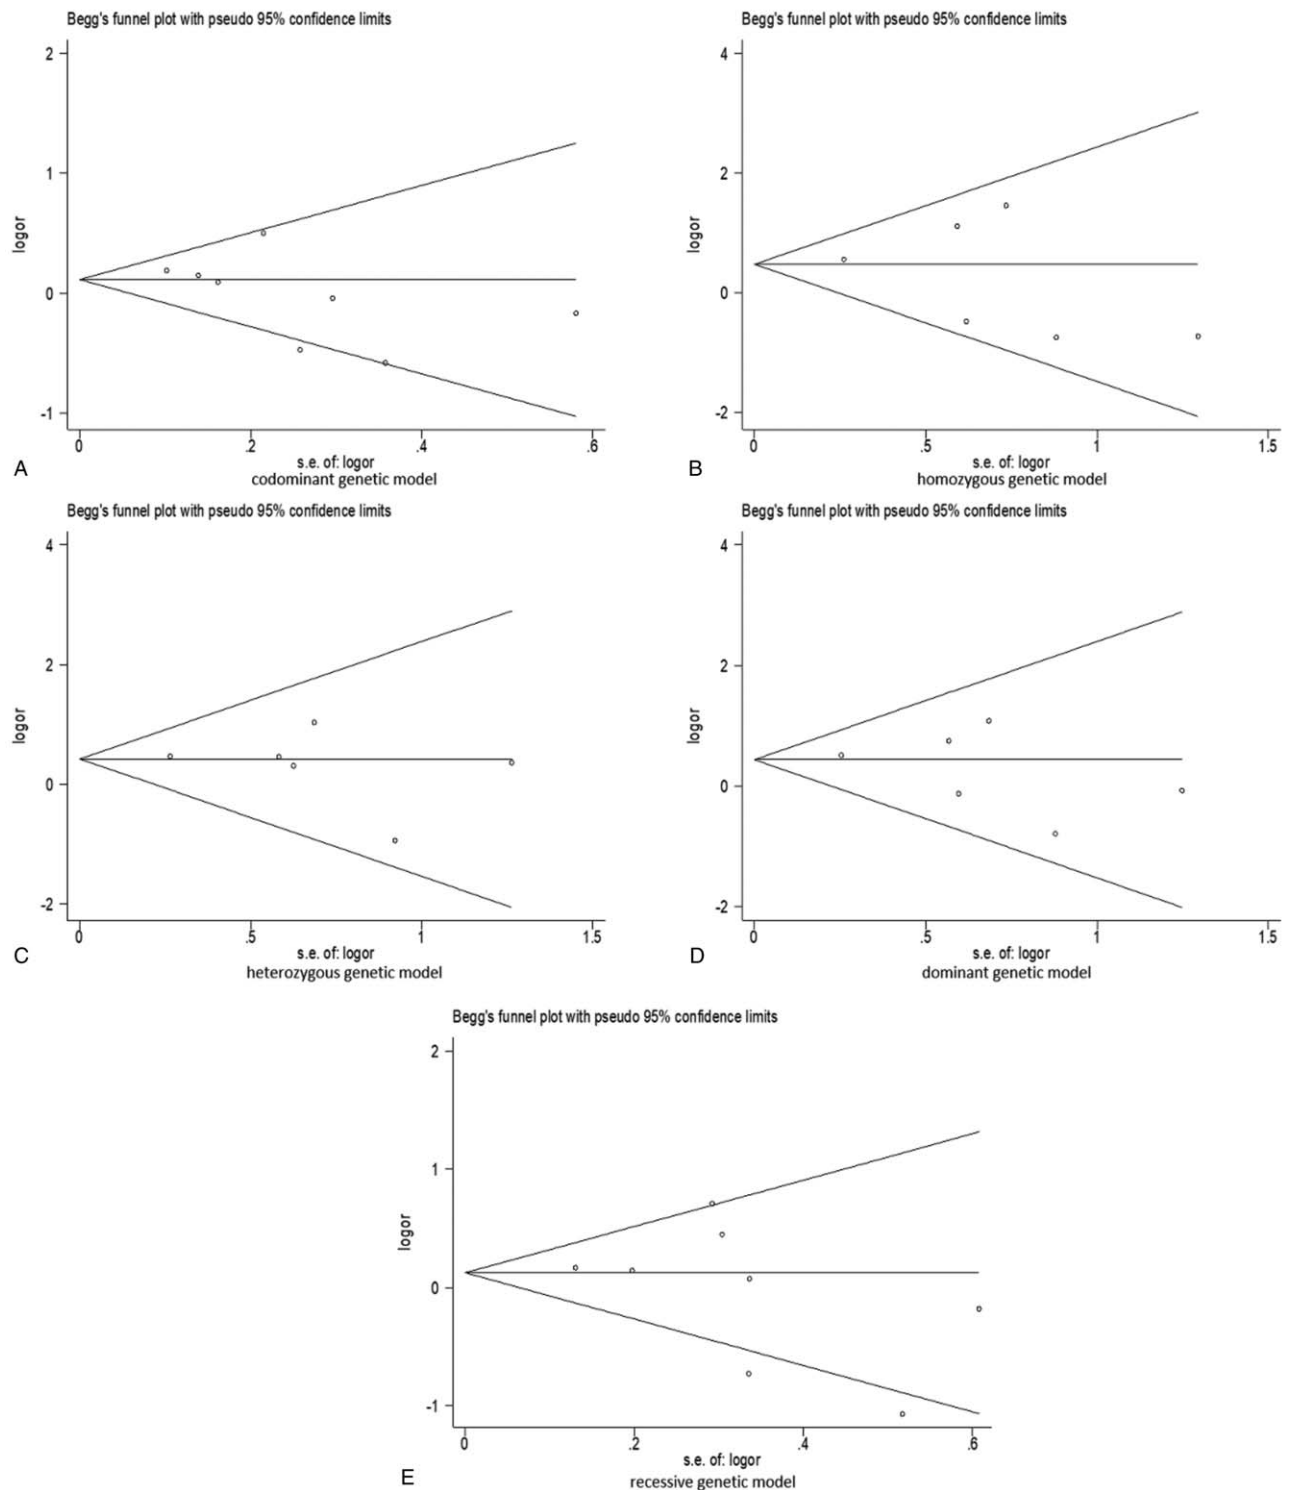 Begg's funnel plot with pseudo 95% confidence limits
2
1
0
-1
logor
0
.2
.4
.6
s.e. of: logor
codominant genetic model
A
Begg's funnel plot with pseudo 95% confidence limits
4
2
0
-2
logor
0
.5
1
1.5
s.e. of: logor
homozygous genetic model
B
Begg's funnel plot with pseudo 95% confidence limits
4
2
0
-2
logor
0
.5
1
1.5
s.e. of: logor
heterozygous genetic model
C
Begg's funnel plot with pseudo 95% confidence limits
4
2
0
-2
logor
0
.5
1
1.5
s.e. of: logor
dominant genetic model
D
Begg's funnel plot with pseudo 95% confidence limits
2
1
0
-1
logor
0
.2
.4
.6
s.e. of: logor
recessive genetic model
E